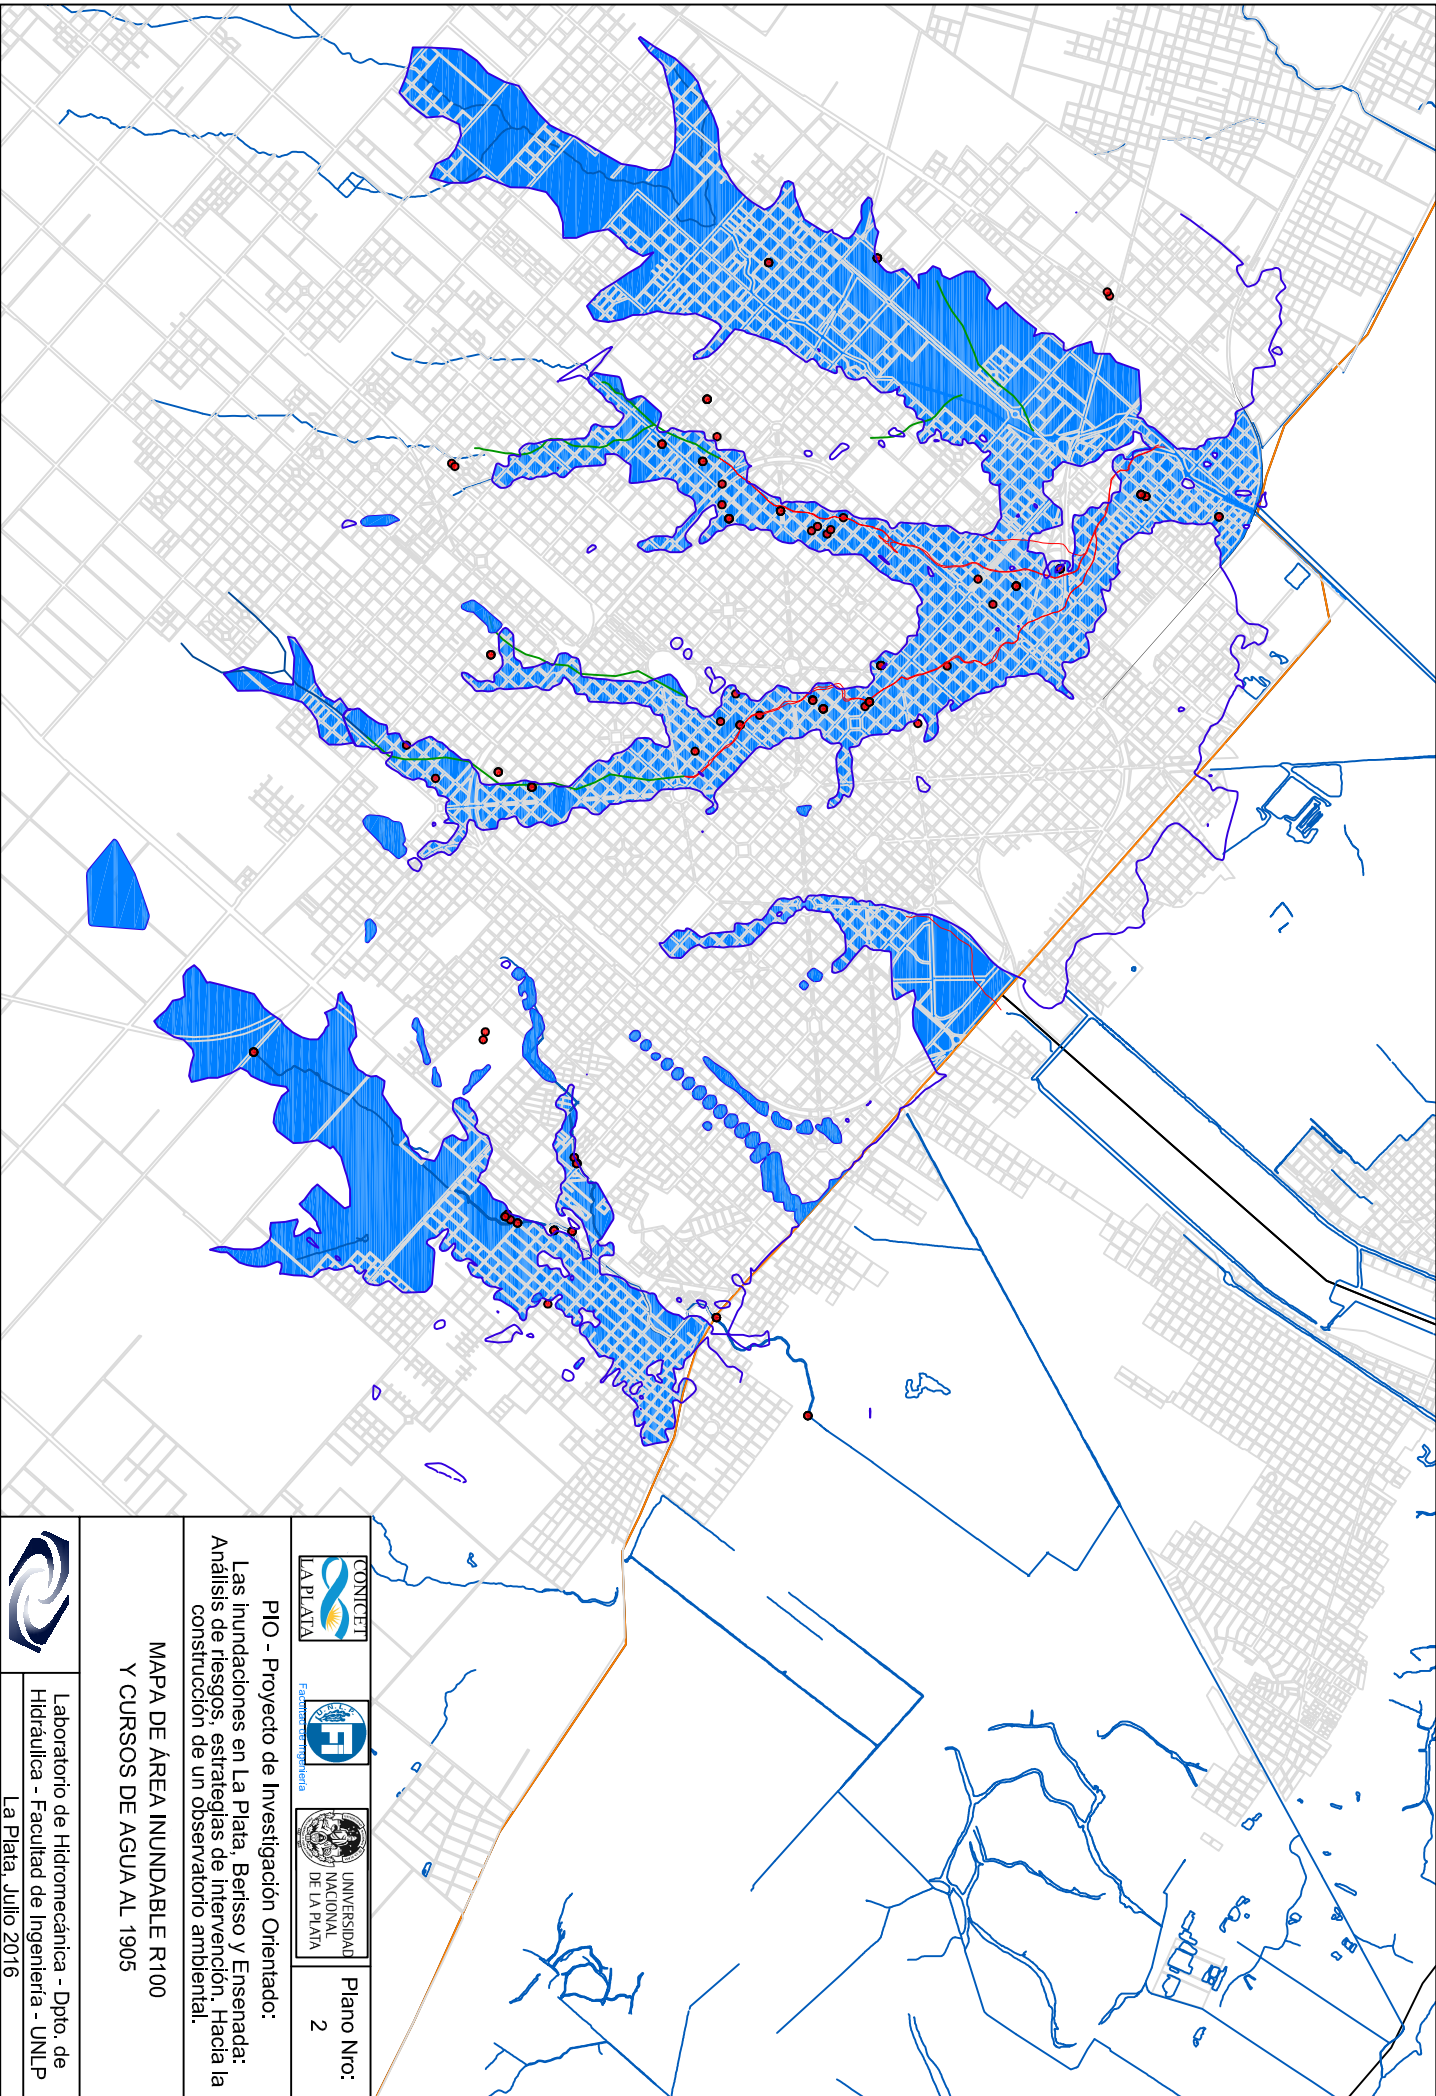 CONICET
LA PLATA
U.N.L.P.
FI
Facultad de Ingeniería
UNIVERSIDAD
NACIONAL
DE LA PLATA
Plano Nro:
2
PIO - Proyecto de Investigación Orientado:
Las inundaciones en La Plata, Berisso y Ensenada:
Análisis de riesgos, estrategias de intervención. Hacia la
construcción de un observatorio ambiental.
MAPA DE ÁREA INUNDABLE R100
Y CURSOS DE AGUA AL 1905
Laboratorio de Hidromecánica - Dpto. de
Hidráulica - Facultad de Ingeniería - UNLP
La Plata, Julio 2016